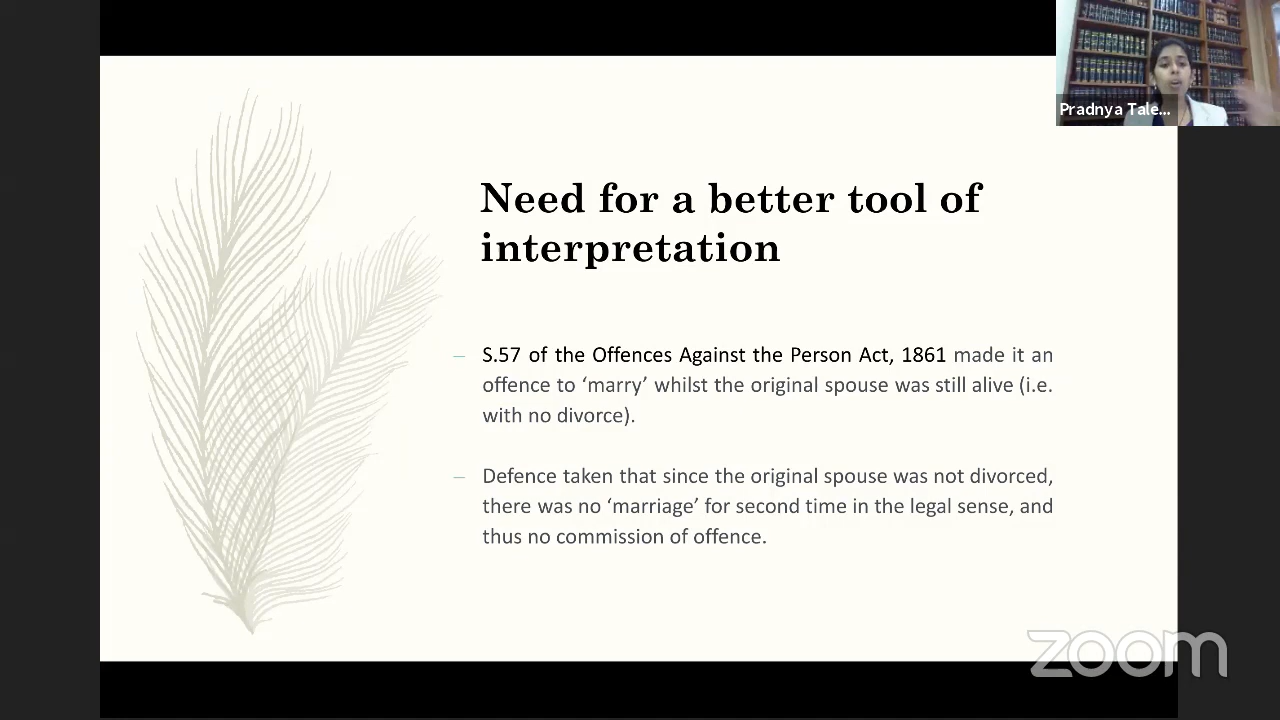 Pradnya Tale...
Need for a better tool of
interpretation
– S.57 of the Offences Against the Person Act, 1861 made it an
offence to ‘marry’ whilst the original spouse was still alive (i.e.
with no divorce).
– Defence taken that since the original spouse was not divorced,
there was no ‘marriage’ for second time in the legal sense, and
thus no commission of offence.
zoom